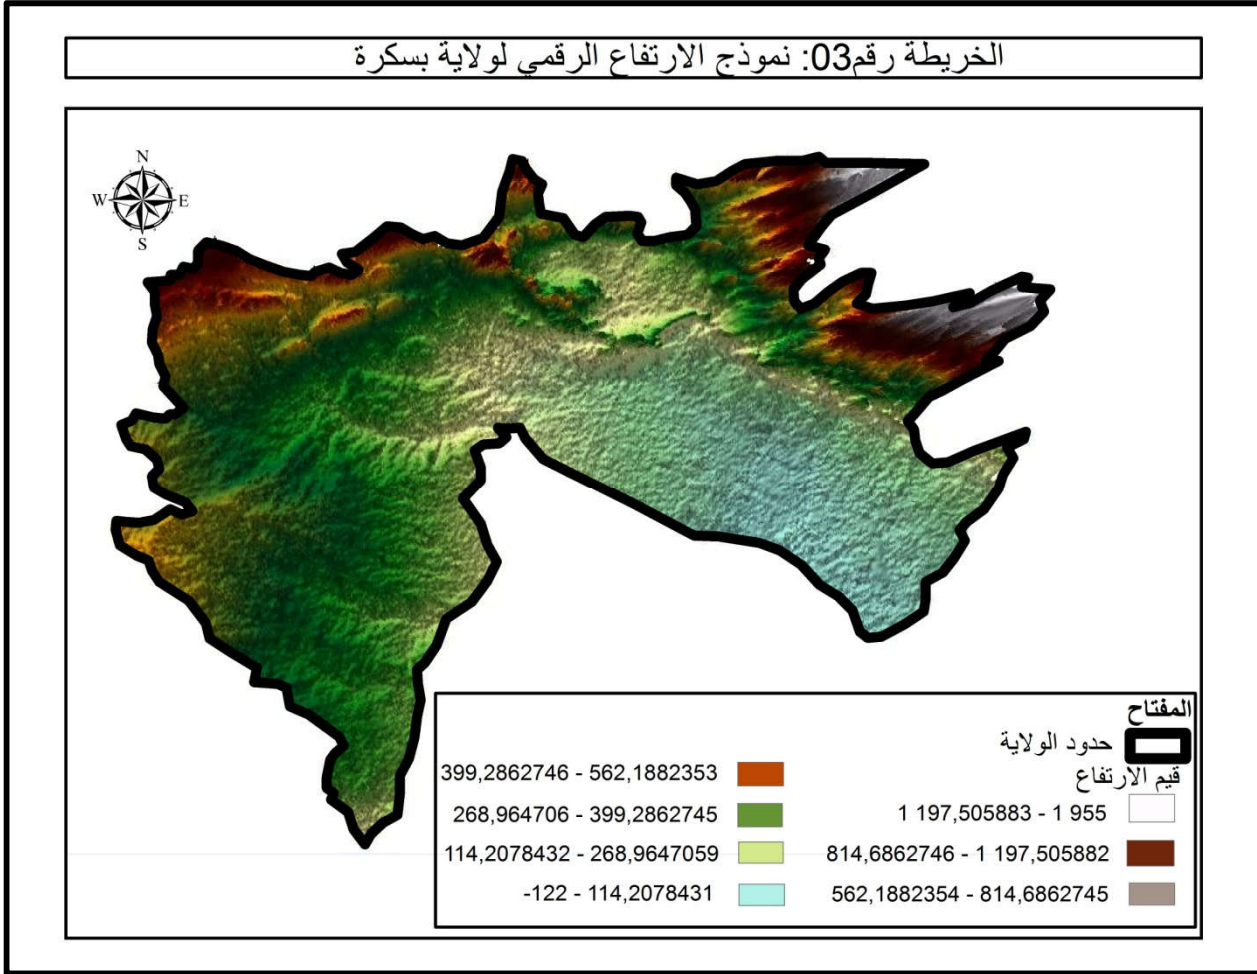 الخريطة رقم03: نموذج الارتفاع الرقمي لولاية بسكرة
N
W E
S
المفتاح
حدود الولاية
قيم الارتفاع
1 197,505883 - 1 955
814,6862746 - 1 197,505882
562,1882354 - 814,6862745
399,2862746 - 562,1882353
268,964706 - 399,2862745
114,2078432 - 268,9647059
-122 - 114,2078431